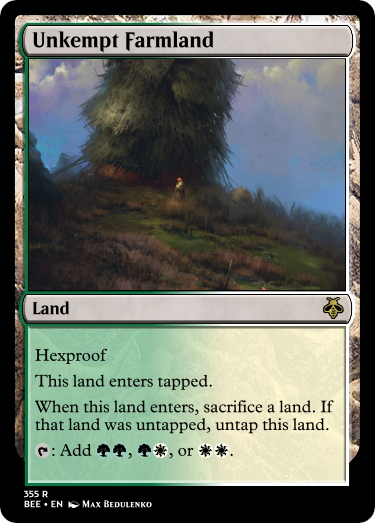 Unkempt Farmland
Land
Hexproof
This land enters tapped.
When this land enters, sacrifice a land. If
that land was untapped, untap this land.
: Add , , or .
355 R
BEE • EN Max Bedulenko